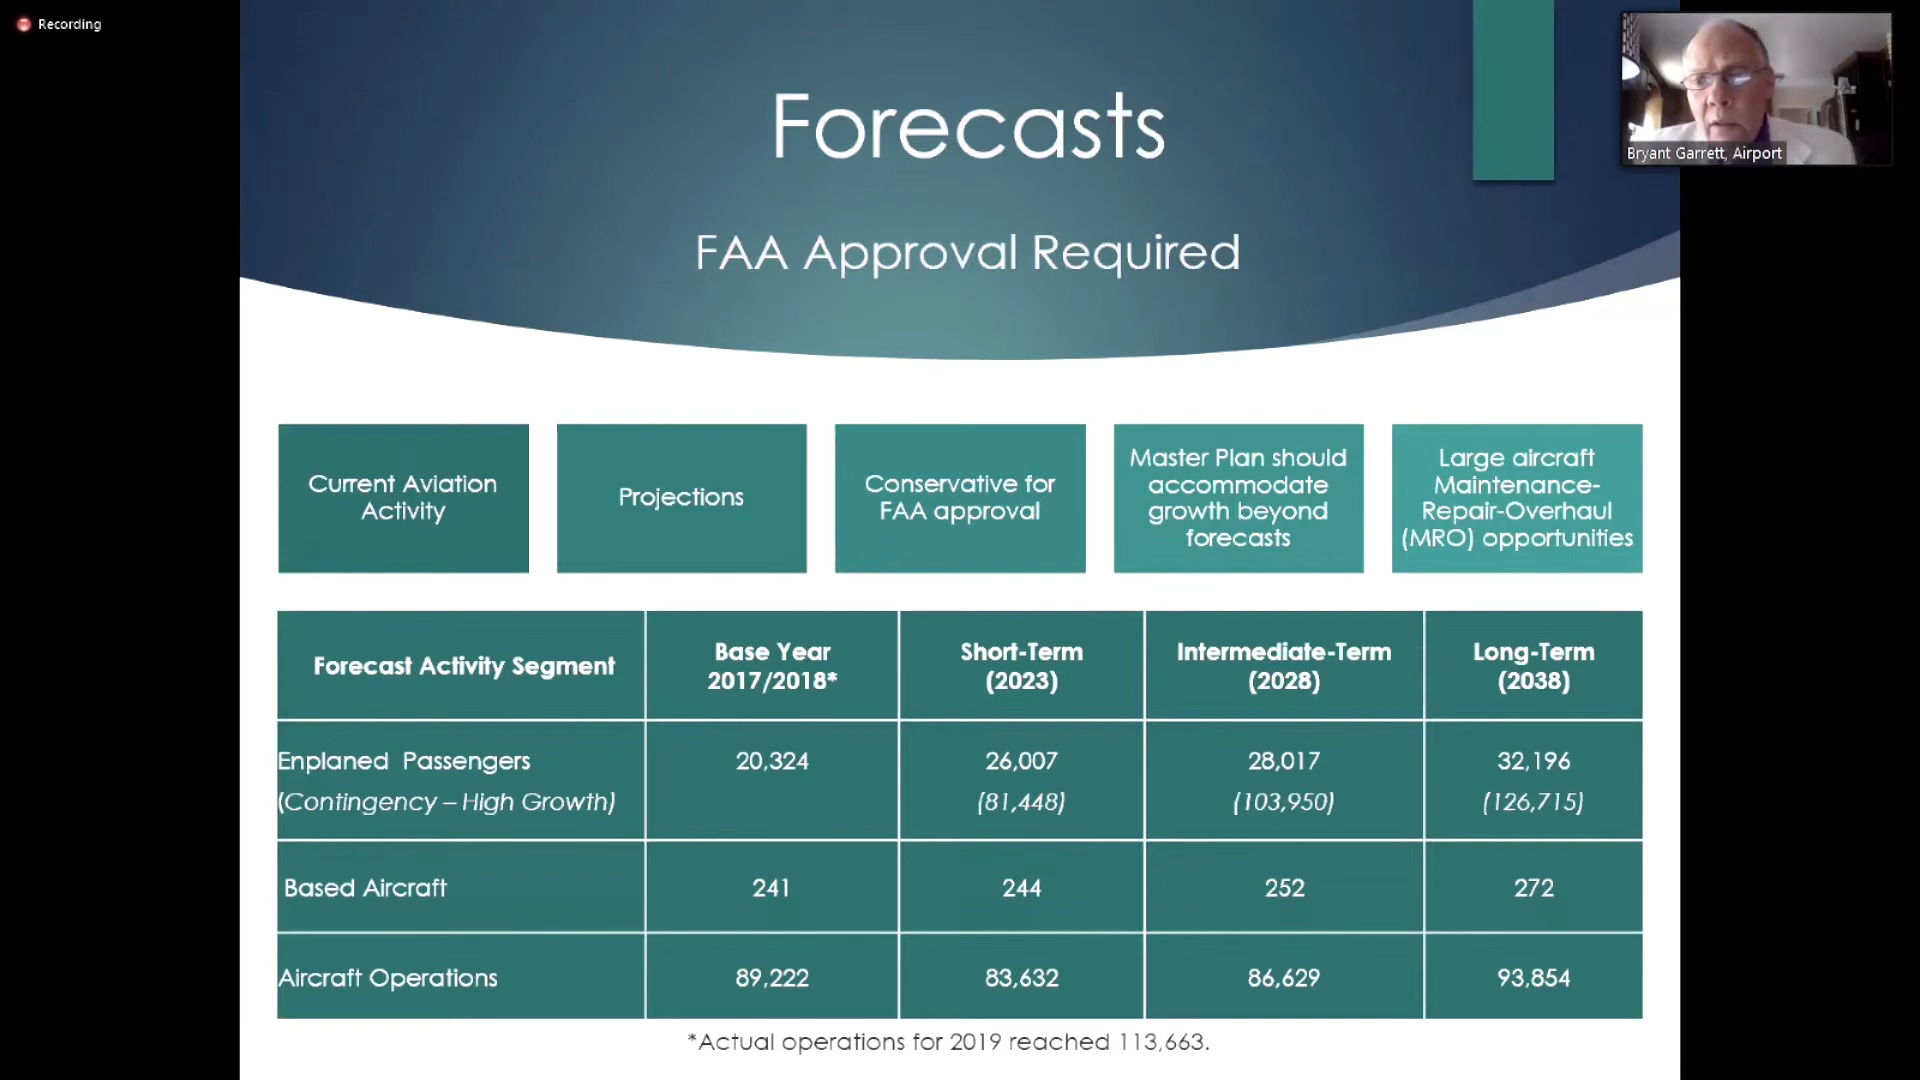 Recording
Bryant Garrett, Airport
Forecasts
FAA Approval Required
Current Aviation
Activity
Projections
Conservative for
FAA approval
Master Plan should
accommodate
growth beyond
forecasts
Large aircraft
Maintenance-
Repair-Overhaul
(MRO) opportunities
Forecast Activity Segment
Base Year
2017/2018*
Short-Term
(2023)
Intermediate-Term
(2028)
Long-Term
(2038)
Enplaned Passengers
(Contingency – High Growth)
20,324
26,007
(81,448)
28,017
(103,950)
32,196
(126,715)
Based Aircraft
241
244
252
272
Aircraft Operations
89,222
83,632
86,629
93,854
*Actual operations for 2019 reached 113,663.